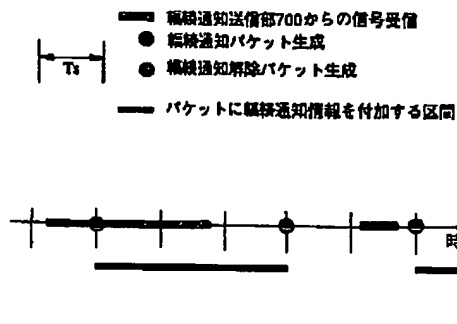 輻輳通知送信部700からの信号受信
輻輳通知パケット生成
Ts
輻輳通知解除パケット生成
パケットに輻輳通知情報を付加する区間
時